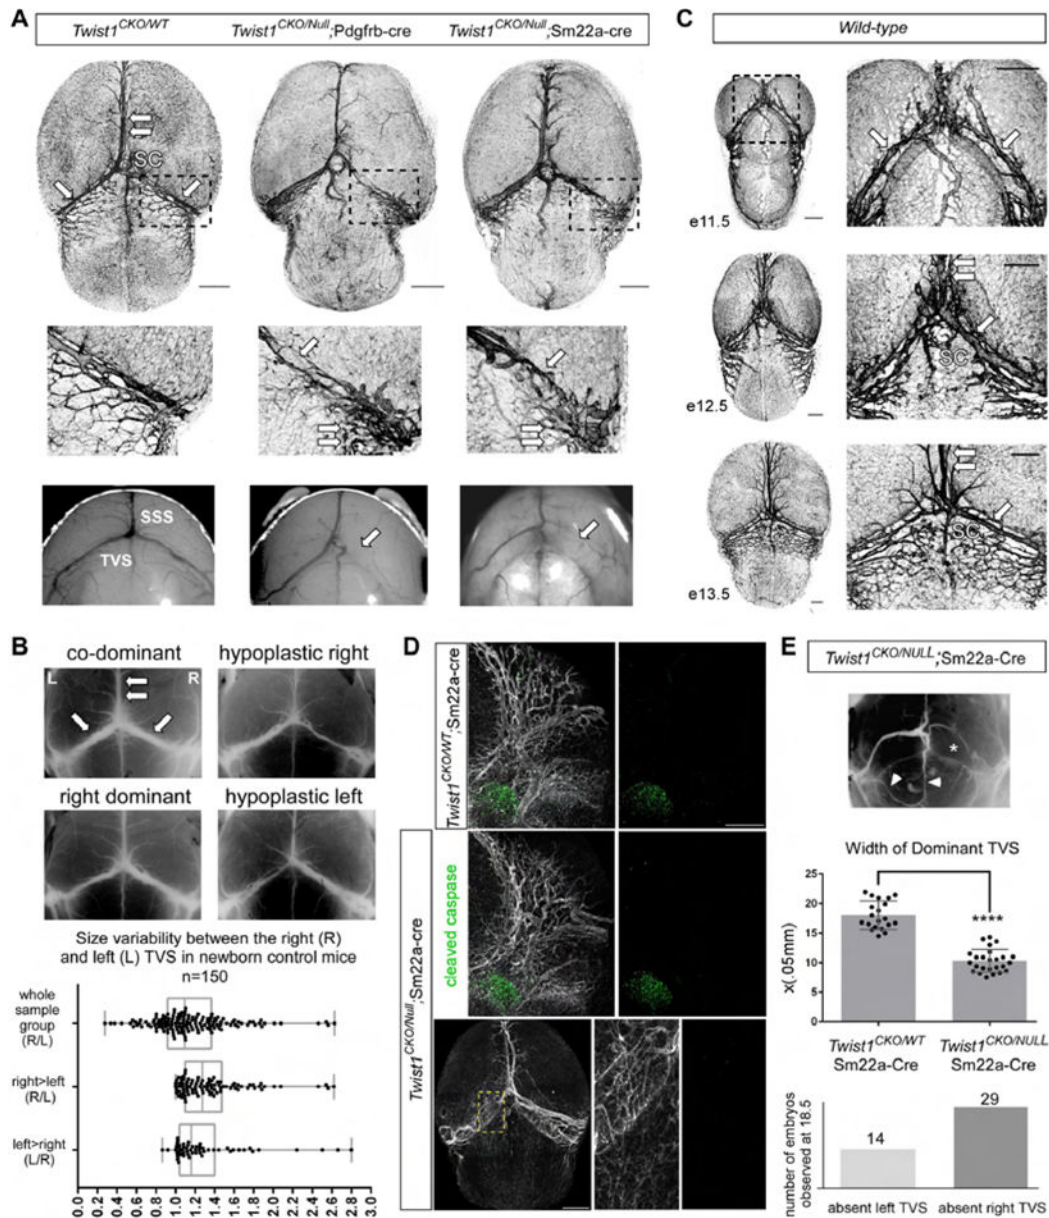 A
Twist1CKO/WT
Twist1CKO/Null;Pdgfrb-cre
Twist1CKO/Null;Sm22a-cre
SC
SSS
TVS
C
Wild-type
e11.5
e12.5
SC
e13.5
SC
B
co-dominant
hypoplastic right
L
R
right dominant
hypoplastic left
Size variability between the right (R)
and left (L) TVS in newborn control mice
n=150
whole
sample
group
(R/L)
right>left
(R/L)
left>right
(L/R)
0.0
0.2
0.4
0.6
0.8
1.0
1.2
1.4
1.6
1.8
2.0
2.2
2.4
2.6
2.8
3.0
D
Twist1CKO/WT;Sm22a-cre
Twist1CKO/Null;Sm22a-cre
cleaved caspase
E
Twist1CKO/NULL;Sm22a-Cre
*
Width of Dominant TVS
****
x(.05mm)
25
20
15
10
5
0
Twist1CKO/WT
Sm22a-Cre
Twist1CKO/NULL
Sm22a-Cre
number of embryos
observed at 18.5
14
29
absent left TVS
absent right TVS